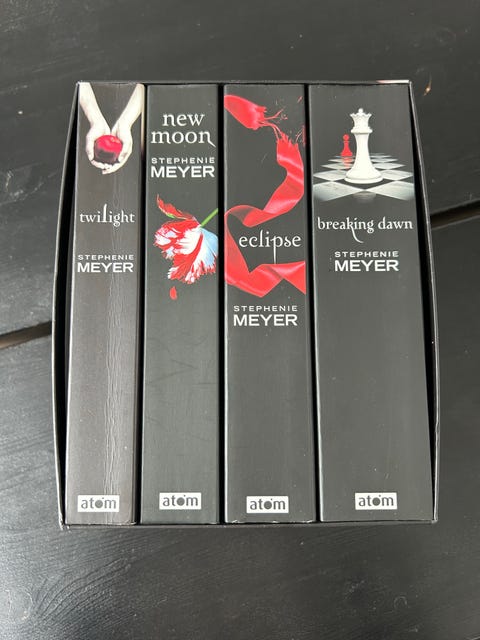 twilight
STEPHENIE
MEYER
atom
new
moon
STEPHENIE
MEYER
atom
eclipse
STEPHENIE
MEYER
atom
breaking dawn
STEPHENIE
MEYER
atom